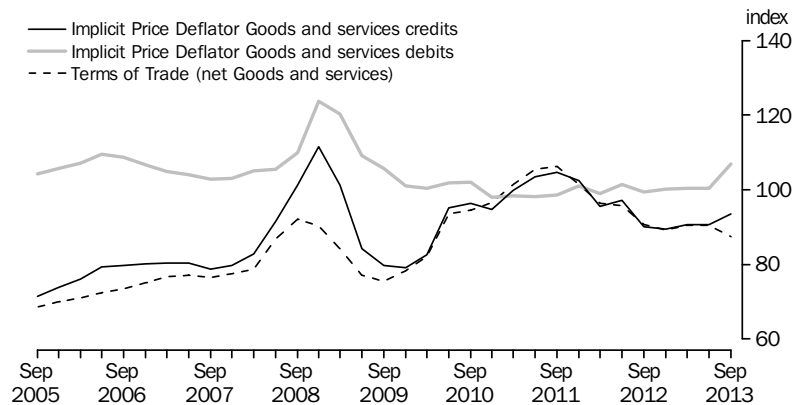 index
Implicit Price Deflator Goods and services credits
Implicit Price Deflator Goods and services debits
Terms of Trade (net Goods and services)
140
120
100
80
60
Sep Sep Sep Sep Sep Sep Sep Sep Sep
2005 2006 2007 2008 2009 2010 2011 2012 2013